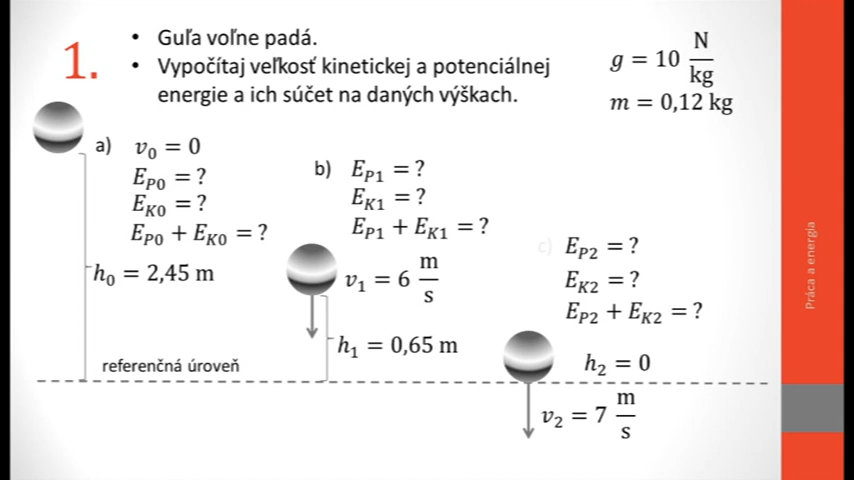 1.
• Guľa voľne padá.
• Vypočítaj veľkosť kinetickej a potenciálnej
energie a ich súčet na daných výškach.
g = 10 N/kg
m = 0,12 kg
a) v₀ = 0
E_P0 = ?
E_K0 = ?
E_P0 + E_K0 = ?
h₀ = 2,45 m
b) E_P1 = ?
E_K1 = ?
E_P1 + E_K1 = ?
v₁ = 6 m/s
h₁ = 0,65 m
c) E_P2 = ?
E_K2 = ?
E_P2 + E_K2 = ?
h₂ = 0
v₂ = 7 m/s
referenčná úroveň
Práca a energia